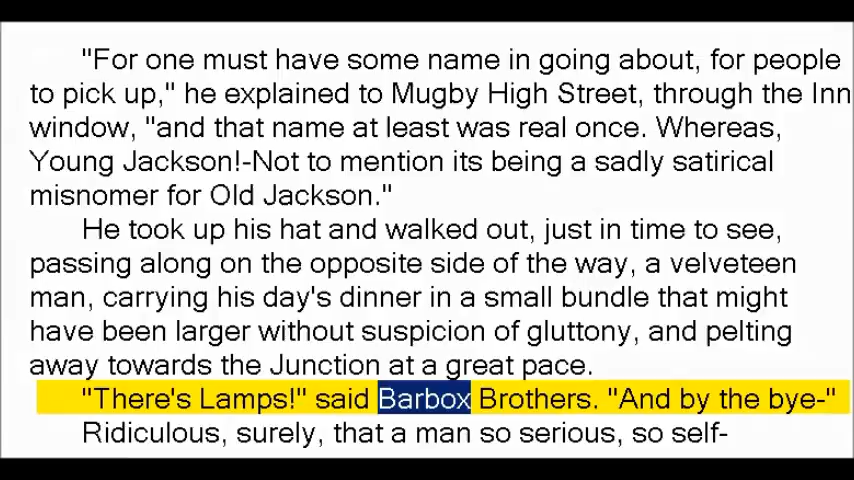 "For one must have some name in going about, for people
to pick up," he explained to Mugby High Street, through the Inn
window, "and that name at least was real once. Whereas,
Young Jackson!-Not to mention its being a sadly satirical
misnomer for Old Jackson."
He took up his hat and walked out, just in time to see,
passing along on the opposite side of the way, a velveteen
man, carrying his day's dinner in a small bundle that might
have been larger without suspicion of gluttony, and pelting
away towards the Junction at a great pace.
"There's Lamps!" said Barbox Brothers. "And by the bye-"
Ridiculous, surely, that a man so serious, so self-